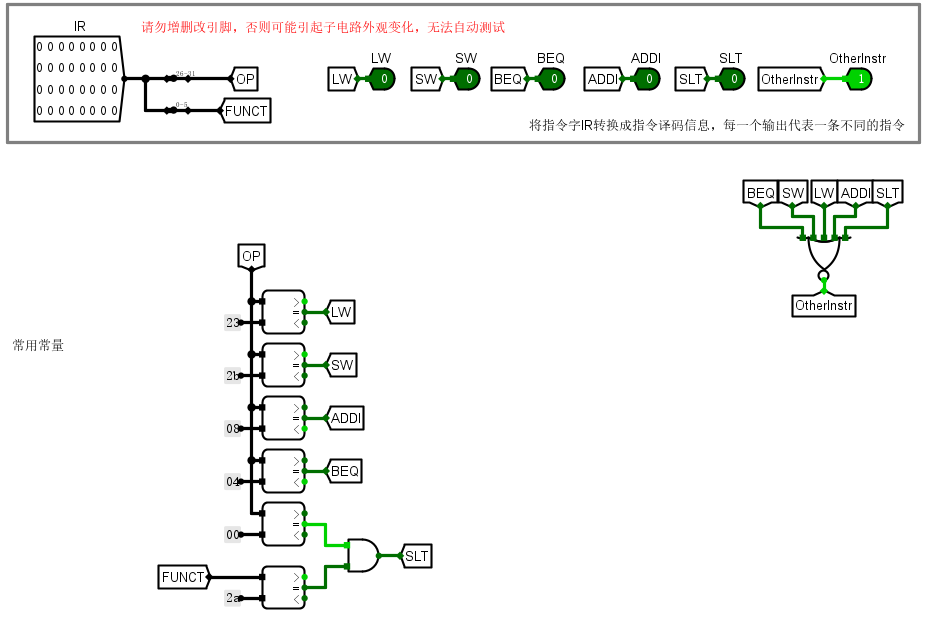 IR
请勿增删改引脚，否则可能引起子电路外观变化，无法自动测试
0 0 0 0 0 0 0 0
0 0 0 0 0 0 0 0
0 0 0 0 0 0 0 0
0 0 0 0 0 0 0 0
26-31
OP
0-5
FUNCT
LW SW BEQ ADDI SLT OtherInstr
LW 0 SW 0 BEQ 0 ADDI 0 SLT 0 OtherInstr 1
将指令字IR转换成指令译码信息，每一个输出代表一条不同的指令
BEQ SW LW ADDI SLT
OtherInstr
OP
> = <
23
LW
常用常量
> = <
2b
SW
> = <
08
ADDI
> = <
04
BEQ
> = <
00
SLT
FUNCT
> = <
2a